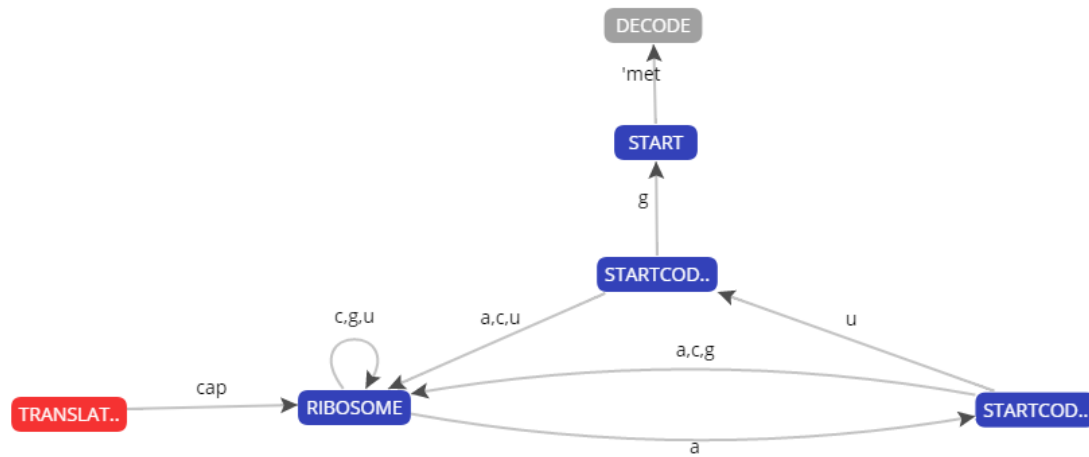 DECODE
'met
START
g
STARTCOD..
c,g,u
a,c,u
u
a,c,g
cap
TRANSLAT..
RIBOSOME
STARTCOD..
a